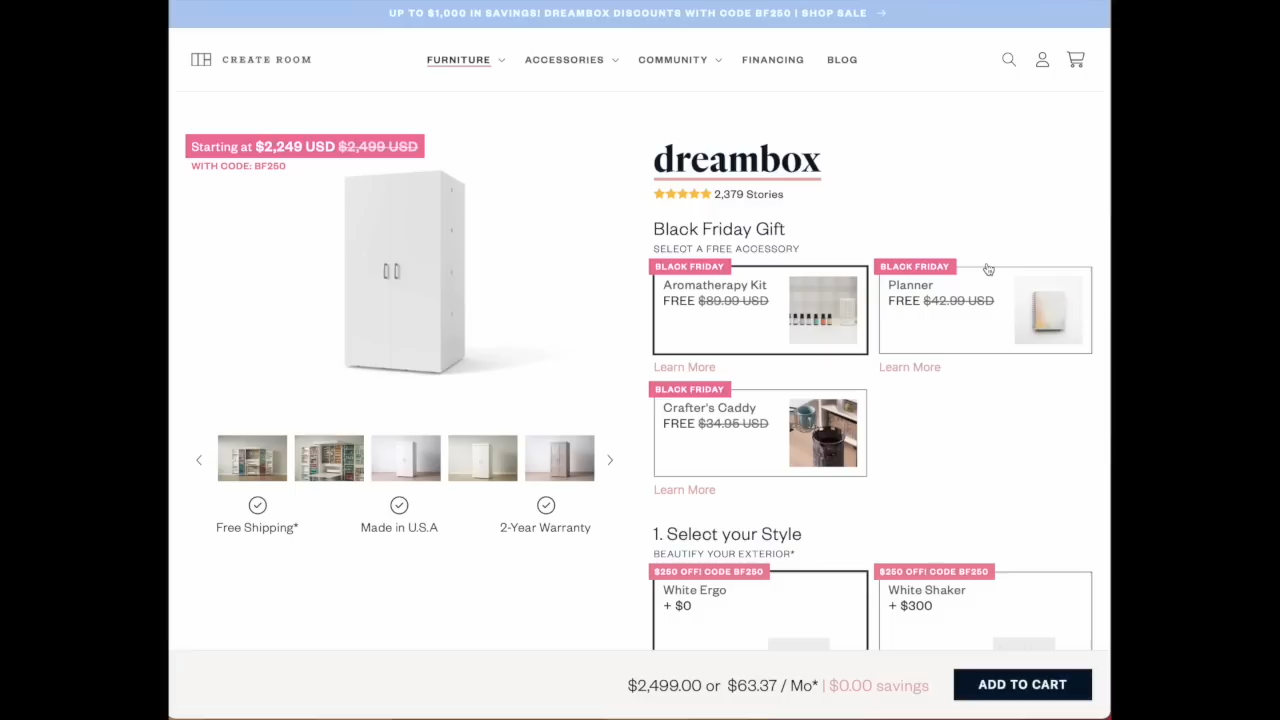 UP TO $1,000 IN SAVINGS! DREAMBOX DISCOUNTS WITH CODE BF250 | SHOP SALE →
CREATE ROOM
FURNITURE
ACCESSORIES
COMMUNITY
FINANCING
BLOG
Starting at $2,249 USD $2,499 USD
WITH CODE: BF250
dreambox
2,379 Stories
Black Friday Gift
SELECT A FREE ACCESSORY
BLACK FRIDAY
Aromatherapy Kit
FREE $89.99 USD
Learn More
BLACK FRIDAY
Planner
FREE $42.99 USD
Learn More
BLACK FRIDAY
Crafter's Caddy
FREE $34.95 USD
Learn More
Free Shipping*
Made in U.S.A
2-Year Warranty
1. Select your Style
BEAUTIFY YOUR EXTERIOR*
$250 OFF! CODE BF250
White Ergo
+ $0
$250 OFF! CODE BF250
White Shaker
+ $300
$2,499.00 or $63.37 / Mo* | $0.00 savings
ADD TO CART